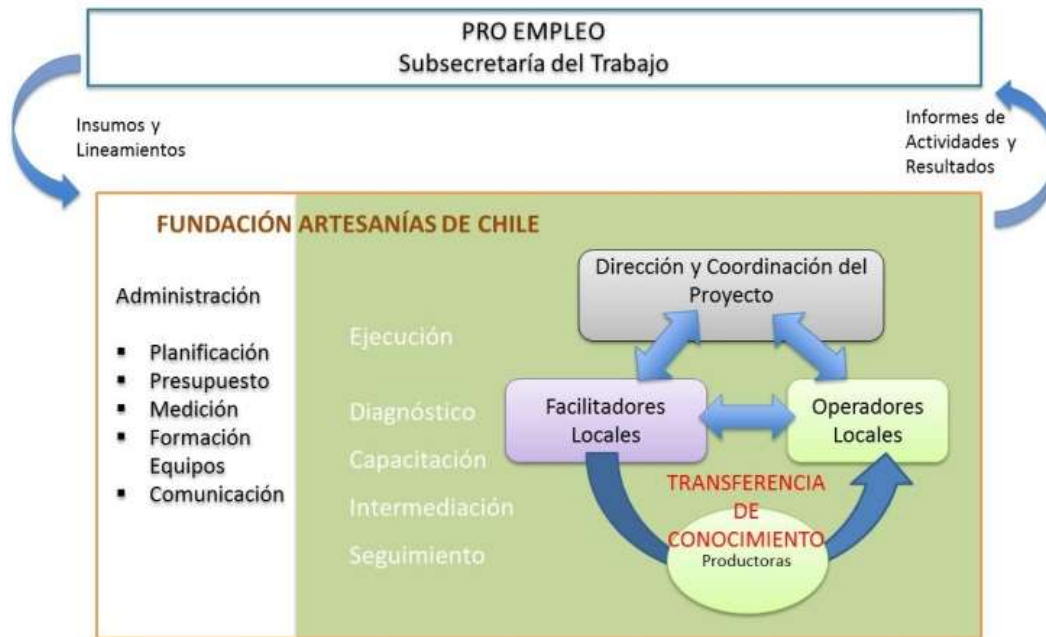 PRO EMPLEO
Subsecretaría del Trabajo
Insumos y
Lineamientos
Informes de
Actividades y
Resultados
FUNDACIÓN ARTESANÍAS DE CHILE
Administración
▪ Planificación
▪ Presupuesto
▪ Medición
▪ Formación
Equipos
▪ Comunicación
Ejecución
Diagnóstico
Capacitación
Intermediación
Seguimiento
Dirección y Coordinación del
Proyecto
Facilitadores
Locales
Operadores
Locales
TRANSFERENCIA
DE
CONOCIMIENTO
Productoras